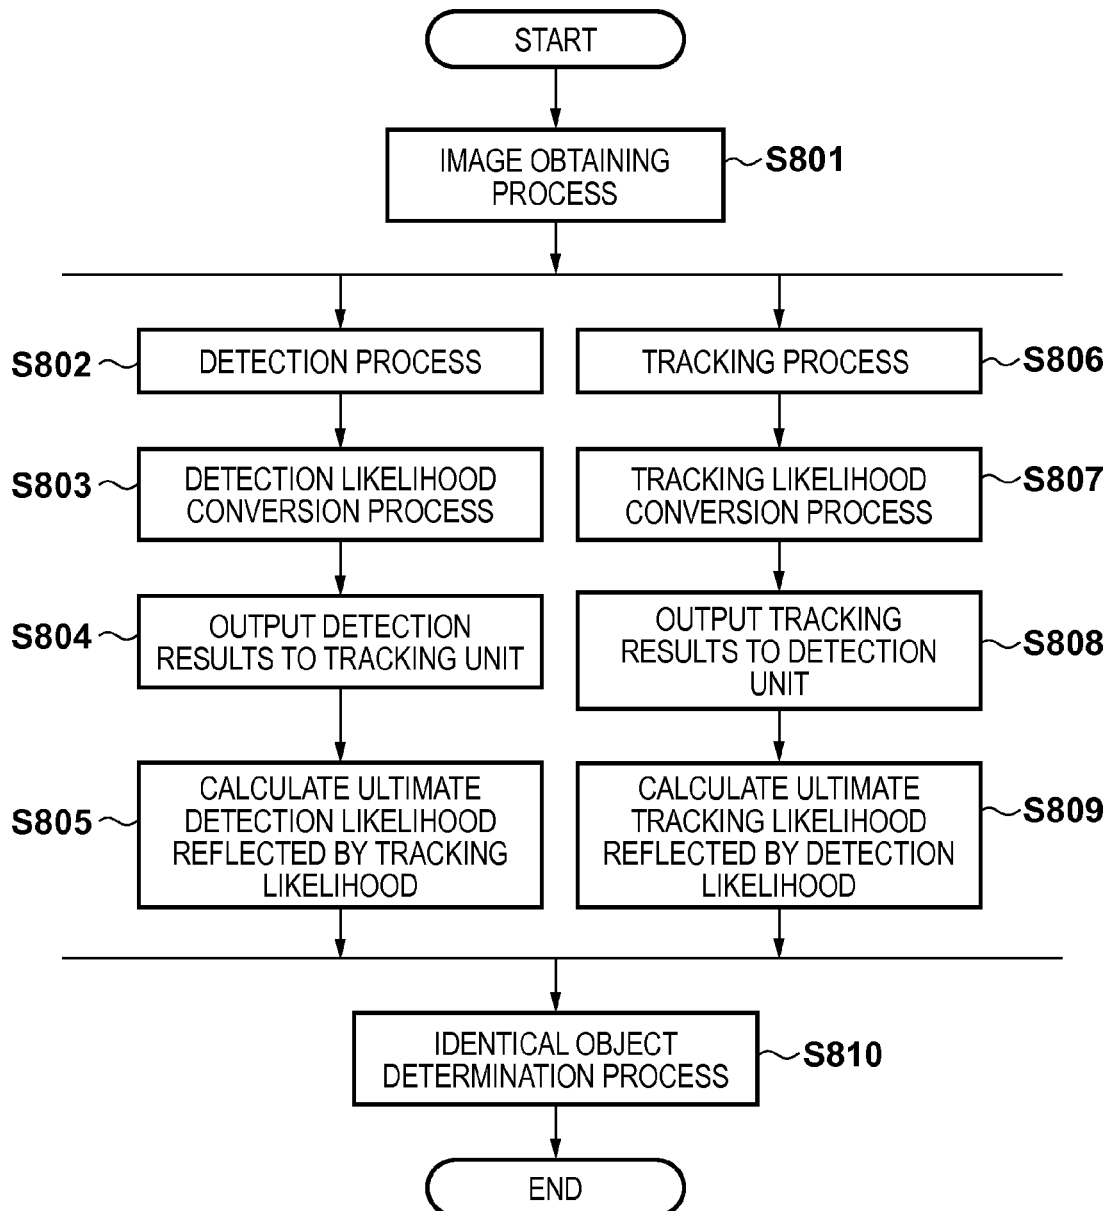 START
IMAGE OBTAINING
PROCESS
S801
S802
DETECTION PROCESS
S803
DETECTION LIKELIHOOD
CONVERSION PROCESS
S804
OUTPUT DETECTION
RESULTS TO TRACKING UNIT
S805
CALCULATE ULTIMATE
DETECTION LIKELIHOOD
REFLECTED BY TRACKING
LIKELIHOOD
TRACKING PROCESS
S806
TRACKING LIKELIHOOD
CONVERSION PROCESS
S807
OUTPUT TRACKING
RESULTS TO DETECTION
UNIT
S808
CALCULATE ULTIMATE
TRACKING LIKELIHOOD
REFLECTED BY DETECTION
LIKELIHOOD
S809
IDENTICAL OBJECT
DETERMINATION PROCESS
S810
END